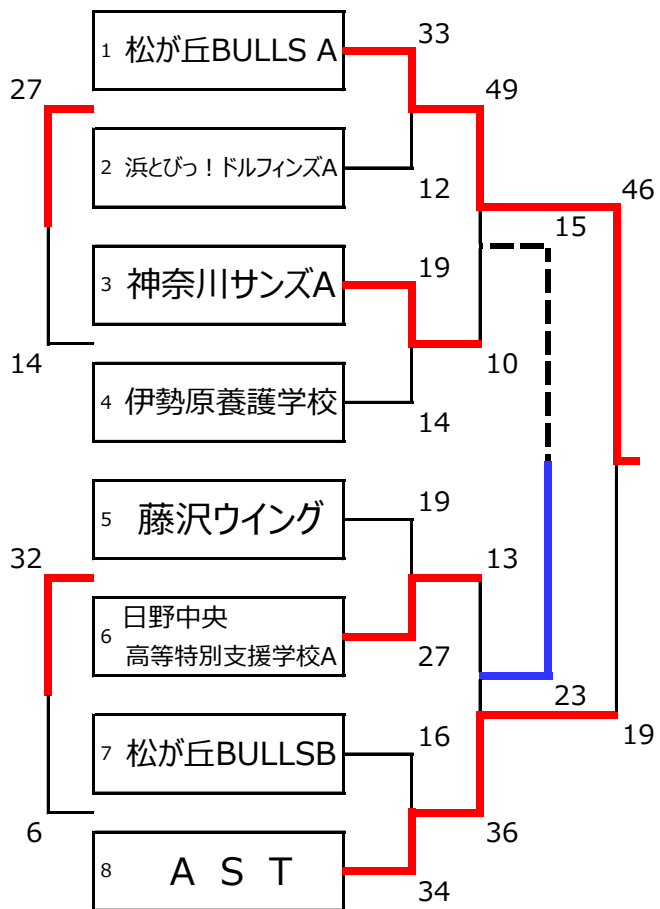 33
1 松が丘BULLS A
27
49
2 浜とびっ！ドルフィンズA
12
46
15
19
3 神奈川サンズA
14
10
4 伊勢原養護学校
14
19
5 藤沢ウイング
32
13
6 日野中央
高等特別支援学校A
27
23
16
19
7 松が丘BULLSB
6
36
8 A S T
34